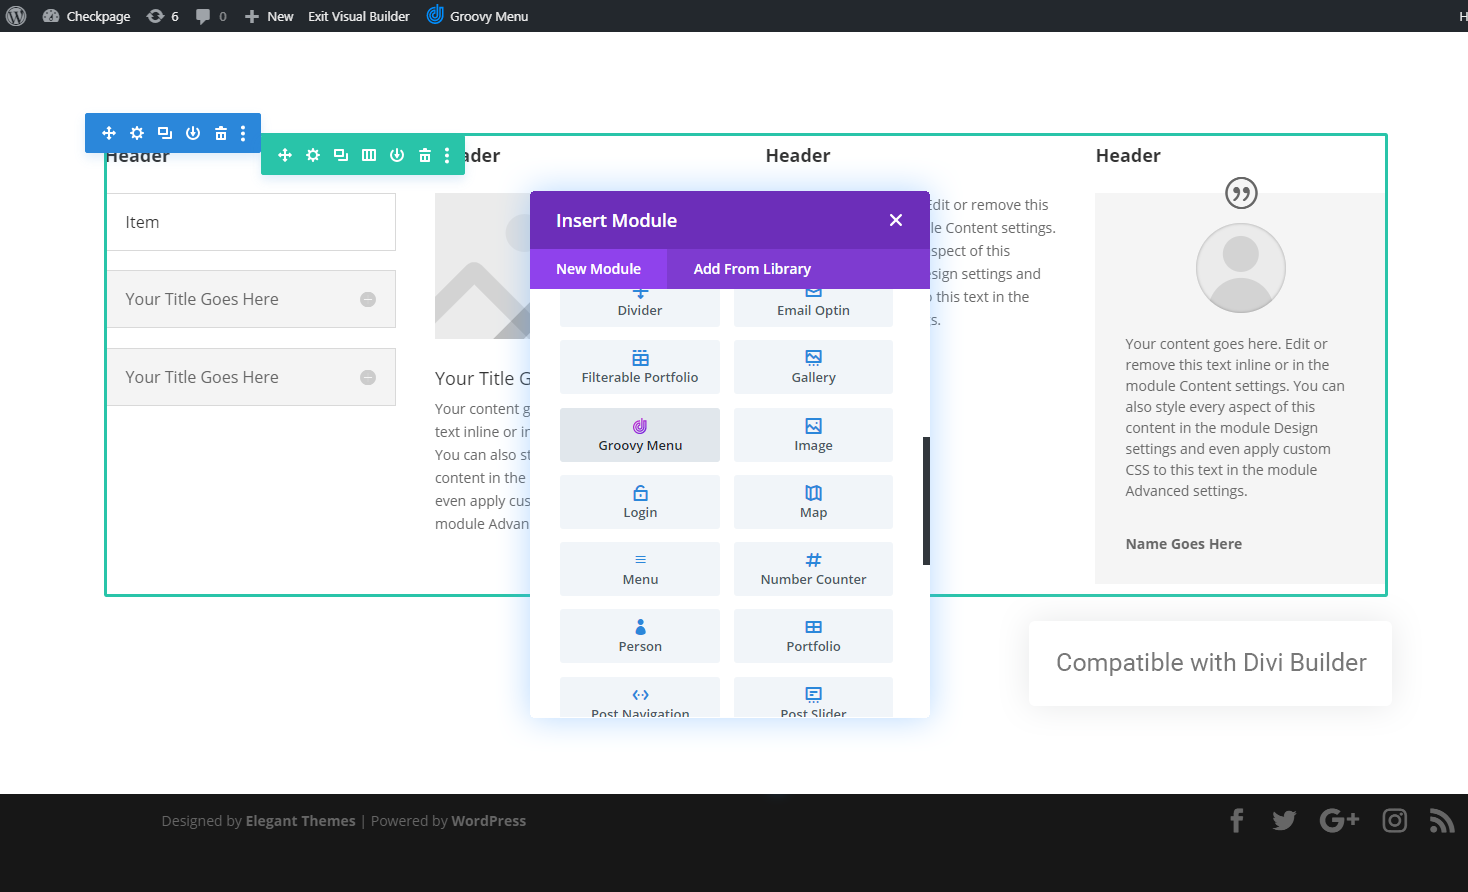 Checkpage 6 0 New Exit Visual Builder Groovy Menu H
Header
ader
Header
Header
Item
Your Title Goes Here
Your Title Goes Here
Your Title G
Your content g
text inline or in
You can also st
content in the
even apply cus
module Advan
Insert Module
New Module Add From Library
Divider Email Optin
Filterable Portfolio Gallery
Groovy Menu Image
Login Map
Menu Number Counter
Person Portfolio
Post Navigation Post Slider
Edit or remove this
le Content settings.
spect of this
esign settings and
this text in the
s.
Your content goes here. Edit or
remove this text inline or in the
module Content settings. You can
also style every aspect of this
content in the module Design
settings and even apply custom
CSS to this text in the module
Advanced settings.
Name Goes Here
Compatible with Divi Builder
Designed by Elegant Themes | Powered by WordPress